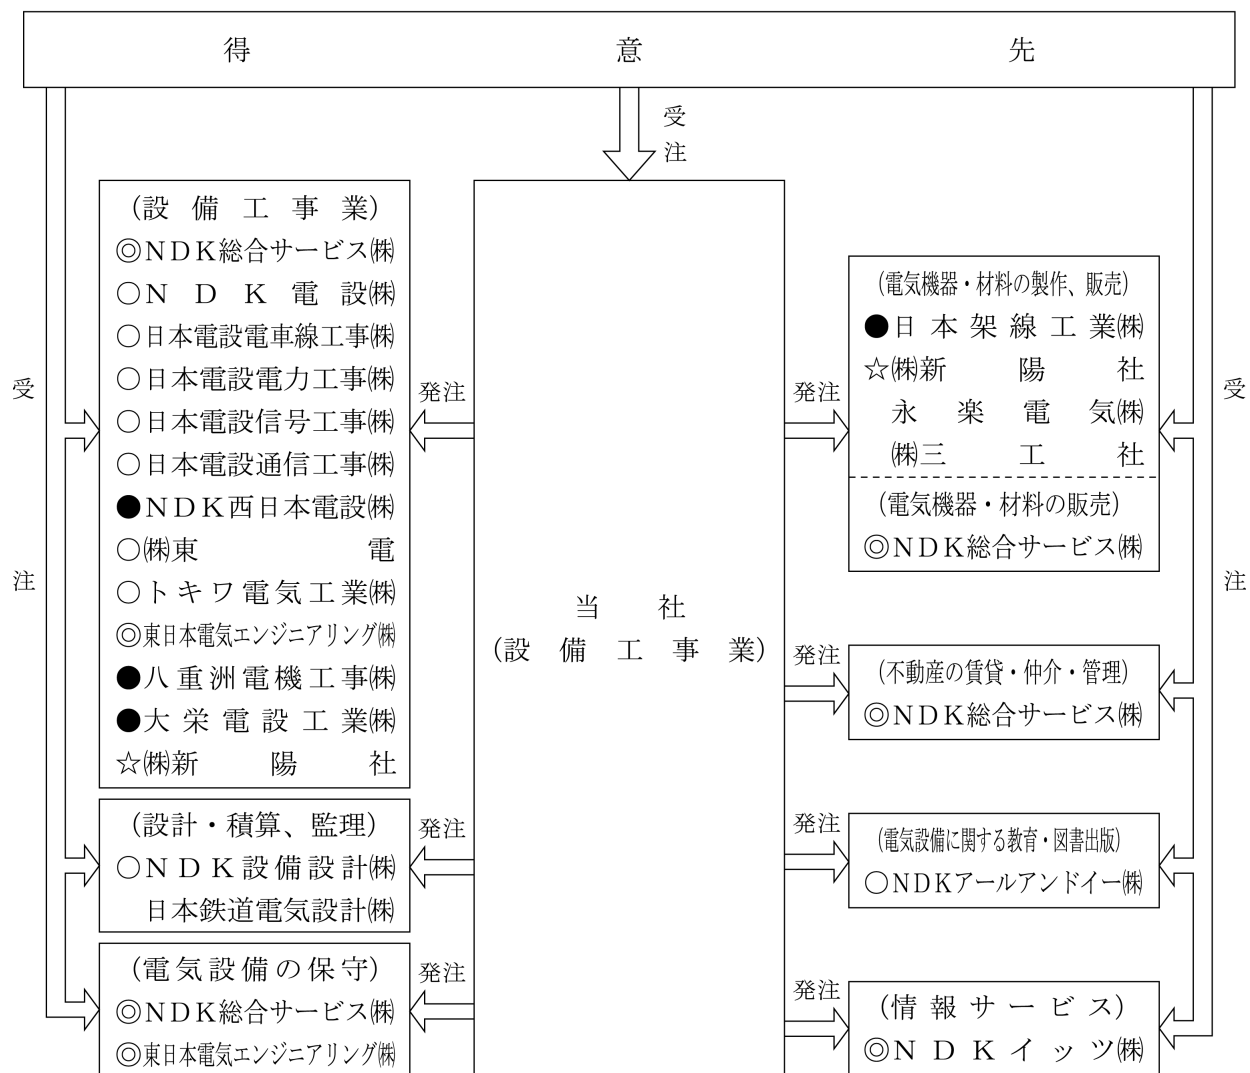 得意先
受注
受注
受注
(設備工事業)
◎NDK総合サービス㈱
○NDK電設㈱
○日本電設電車線工事㈱
○日本電設電力工事㈱
○日本電設信号工事㈱
○日本電設通信工事㈱
●NDK西日本電設㈱
○㈱東電
○トキワ電気工業㈱
◎東日本電気エンジニアリング㈱
●八重洲電機工事㈱
●大栄電設工業㈱
☆㈱新陽社
発注
(設計・積算、監理)
○NDK設備設計㈱
日本鉄道電気設計㈱
発注
(電気設備の保守)
◎NDK総合サービス㈱
◎東日本電気エンジニアリング㈱
発注
当社
(設備工事業)
発注
(電気機器・材料の製作、販売)
●日本架線工業㈱
☆㈱新陽社
永楽電気㈱
㈱三工社
(電気機器・材料の販売)
◎NDK総合サービス㈱
発注
(不動産の賃貸・仲介・管理)
◎NDK総合サービス㈱
発注
(電気設備に関する教育・図書出版)
○NDKアールアンドイー㈱
発注
(情報サービス)
◎NDKイッツ㈱